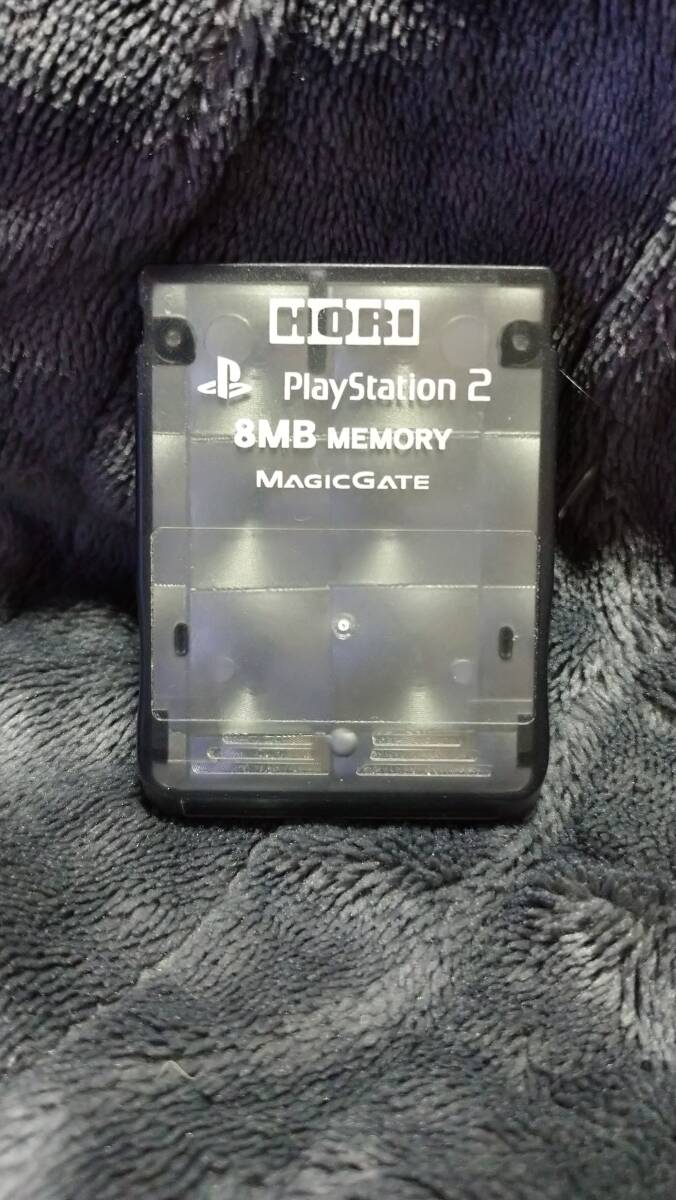 HORI
PlayStation 2
8MB MEMORY
MAGICGATE